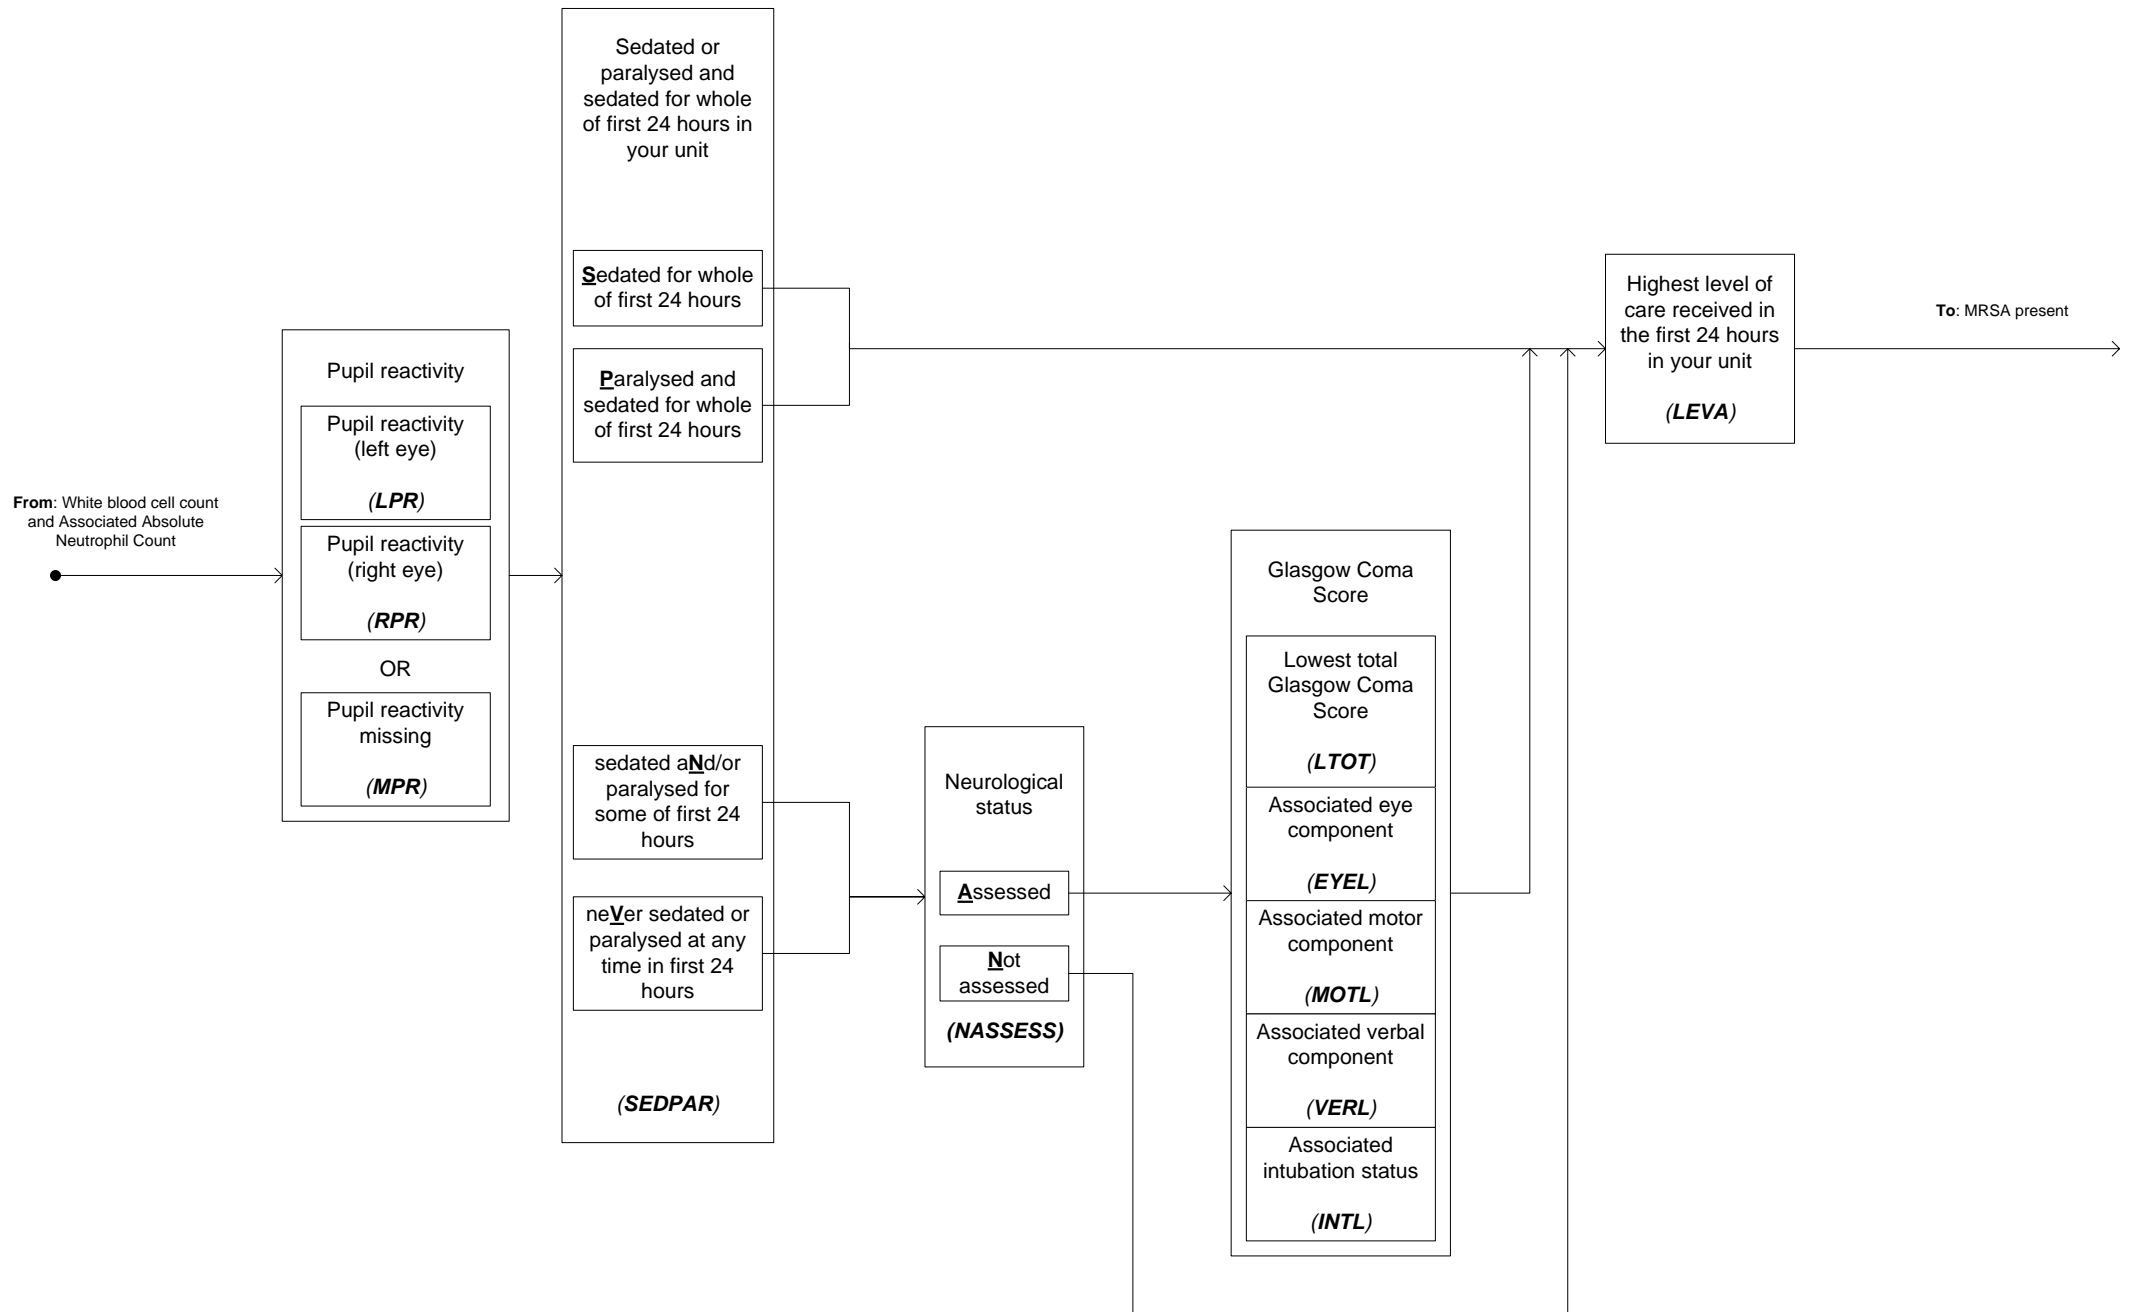 From: White blood cell count
and Associated Absolute
Neutrophil Count
Pupil reactivity
Pupil reactivity
(left eye)
(LPR)
Pupil reactivity
(right eye)
(RPR)
OR
Pupil reactivity
missing
(MPR)
Sedated or
paralysed and
sedated for whole
of first 24 hours in
your unit
Sedated for whole
of first 24 hours
Paralysed and
sedated for whole
of first 24 hours
sedated aNd/or
paralysed for
some of first 24
hours
neVer sedated or
paralysed at any
time in first 24
hours
(SEDPAR)
Neurological
status
Assessed
Not
assessed
(NASSESS)
Glasgow Coma
Score
Lowest total
Glasgow Coma
Score
(LTOT)
Associated eye
component
(EYEL)
Associated motor
component
(MOTL)
Associated verbal
component
(VERL)
Associated
intubation status
(INTL)
Highest level of
care received in
the first 24 hours
in your unit
(LEVA)
To: MRSA present